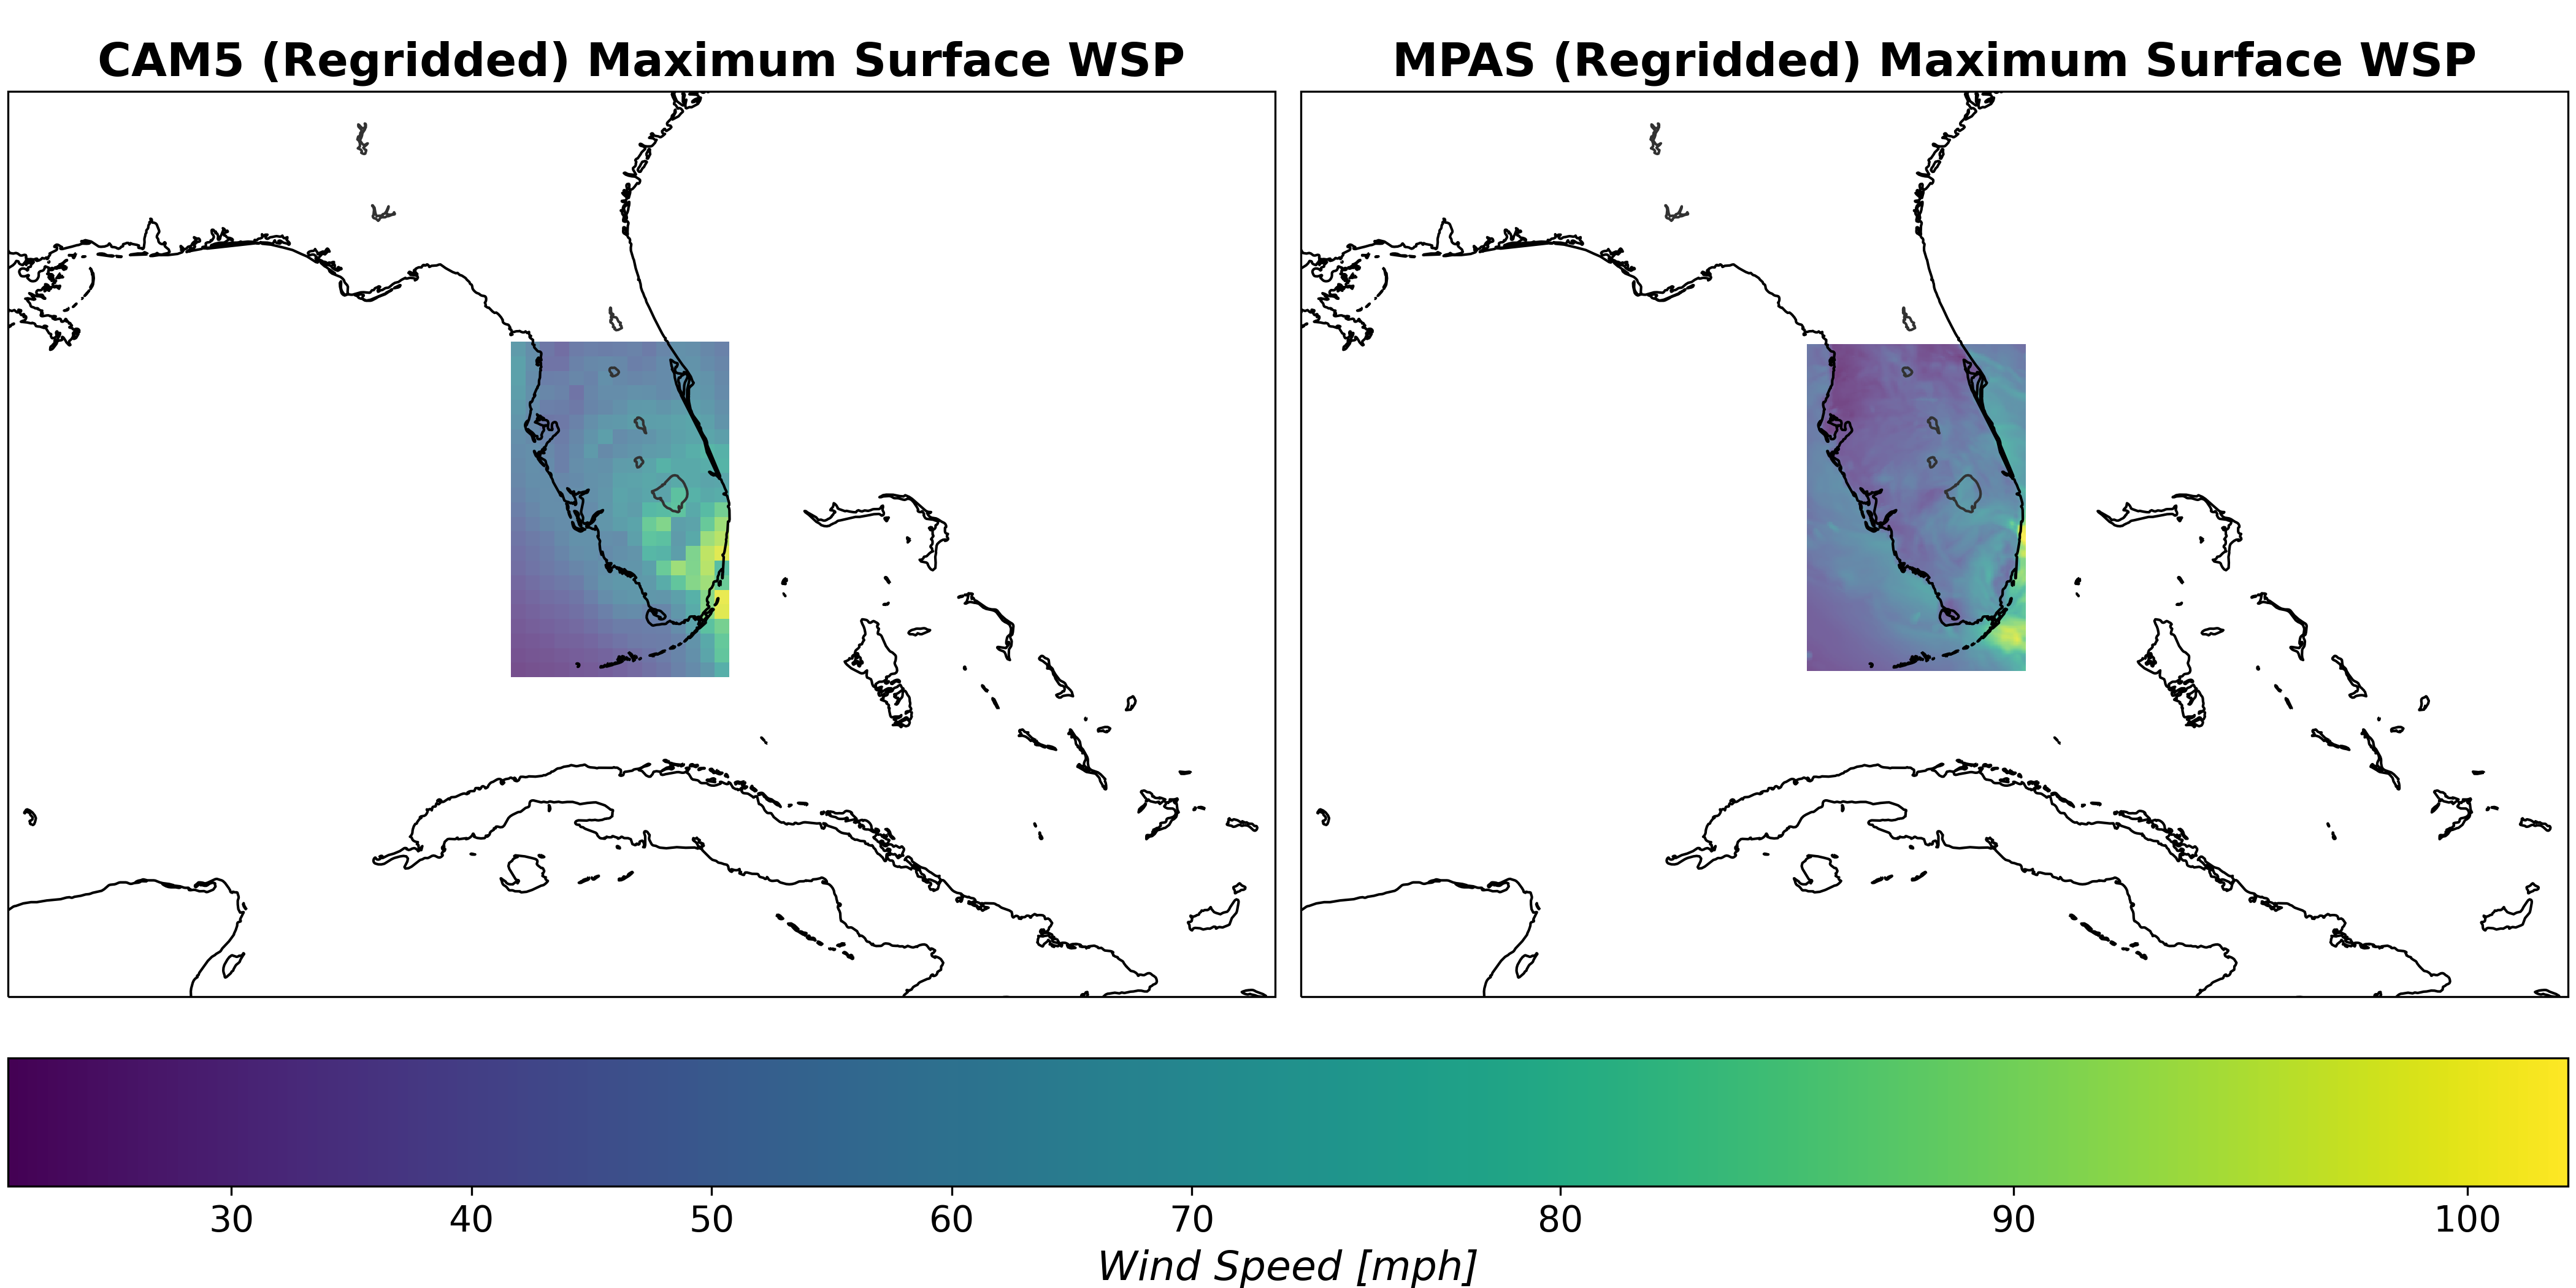 CAM5 (Regridded) Maximum Surface WSP
MPAS (Regridded) Maximum Surface WSP
30 40 50 60 70 80 90 100
Wind Speed [mph]